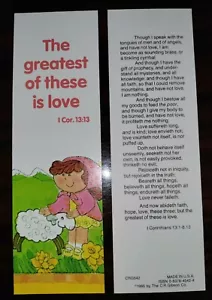 The
greatest
of these
is love
I Cor. 13:13
Though I speak with the
tongues of men and of angels,
and have not love, I am
become as sounding brass, or
a tinkling cymbal.
And though I have the
gift of prophecy, and under-
stand all mysteries, and all
knowledge; and though I have
all faith, so that I could remove
mountains, and have not love,
I am nothing.
And though I bestow all
my goods to feed the poor,
and though I give my body to
be burned, and have not love,
it profiteth me nothing.
Love suffereth long,
and is kind; love envieth not;
love vaunteth not itself, is not
puffed up,
Doth not behave itself
unseemly, seeketh not her
own, is not easily provoked,
thinketh no evil;
Rejoiceth not in iniquity,
but rejoiceth in the truth;
Beareth all things,
believeth all things, hopeth all
things, endureth all things.
Love never faileth.
And now abideth faith,
hope, love, these three; but the
greatest of these is love.
I Corinthians 13:1-8,13
MADE IN U.S.A.
The C.R. Gibson Co.